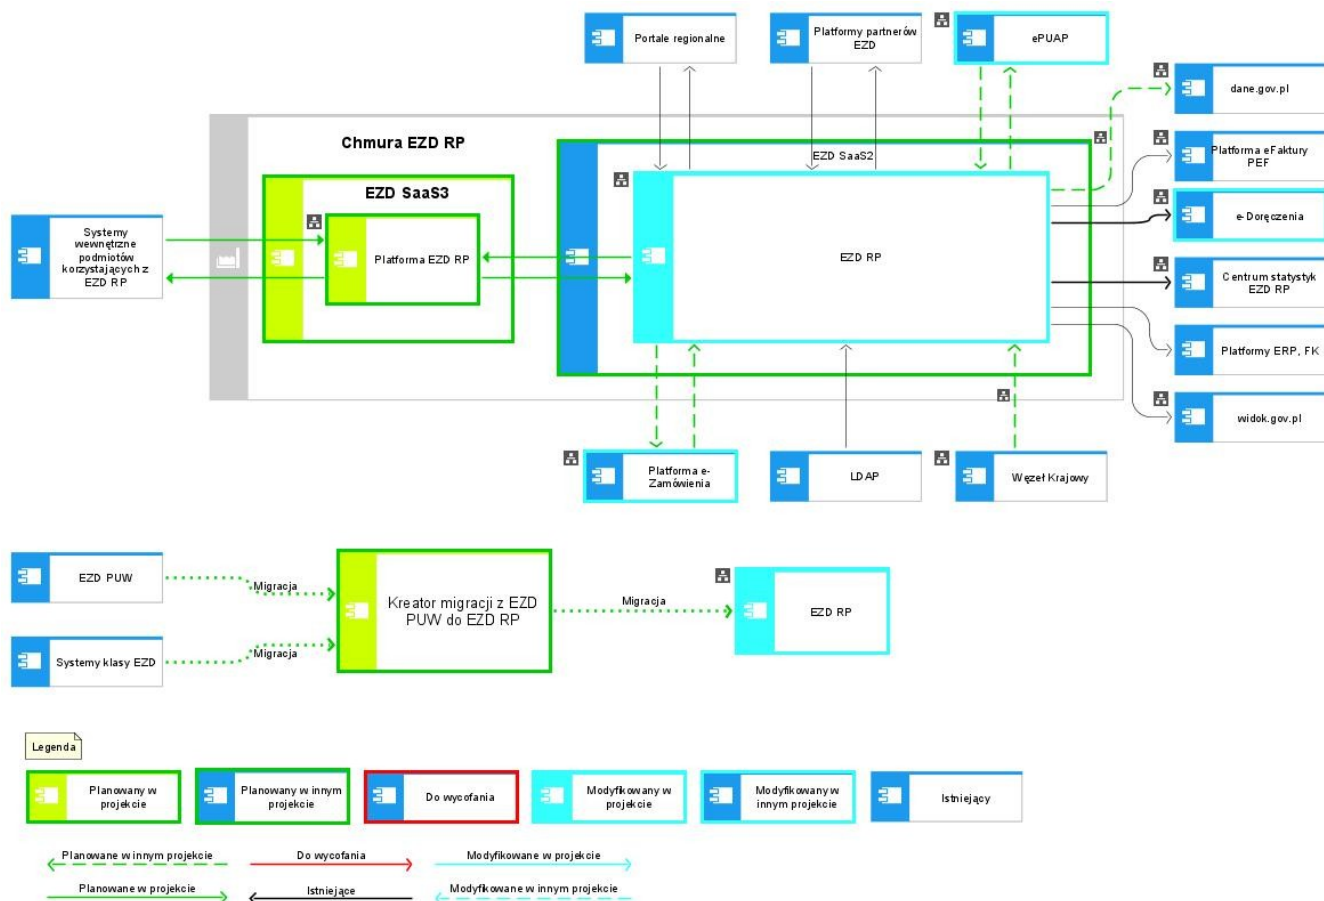 Portale regionalne
Platformy partnerów
EZD
ePUAP
dane.gov.pl
Chmura EZD RP
EZD SaaS2
Platforma eFaktury
PEF
EZD SaaS3
e-Doręczenia
Systemy
wewnętrzne
podmiotów
korzystających z
EZD RP
Platforma EZD RP
EZD RP
Centrum statystyk
EZD RP
Platformy ERP, FK
widok.gov.pl
Platforma e-
Zamówienia
LDAP
Węzeł Krajowy
EZD PUW
Migracja
Kreator migracji z EZD
PUW do EZD RP
Migracja
EZD RP
Systemy klasy EZD
Migracja
Legenda
Planowany w
projekcie
Planowany w innym
projekcie
Do wycofania
Modyfikowany w
projekcie
Modyfikowany w
innym projekcie
Istniejący
Planowane w innym projekcie
Do wycofania
Modyfikowane w projekcie
Planowane w projekcie
Istniejące
Modyfikowane w innym projekcie